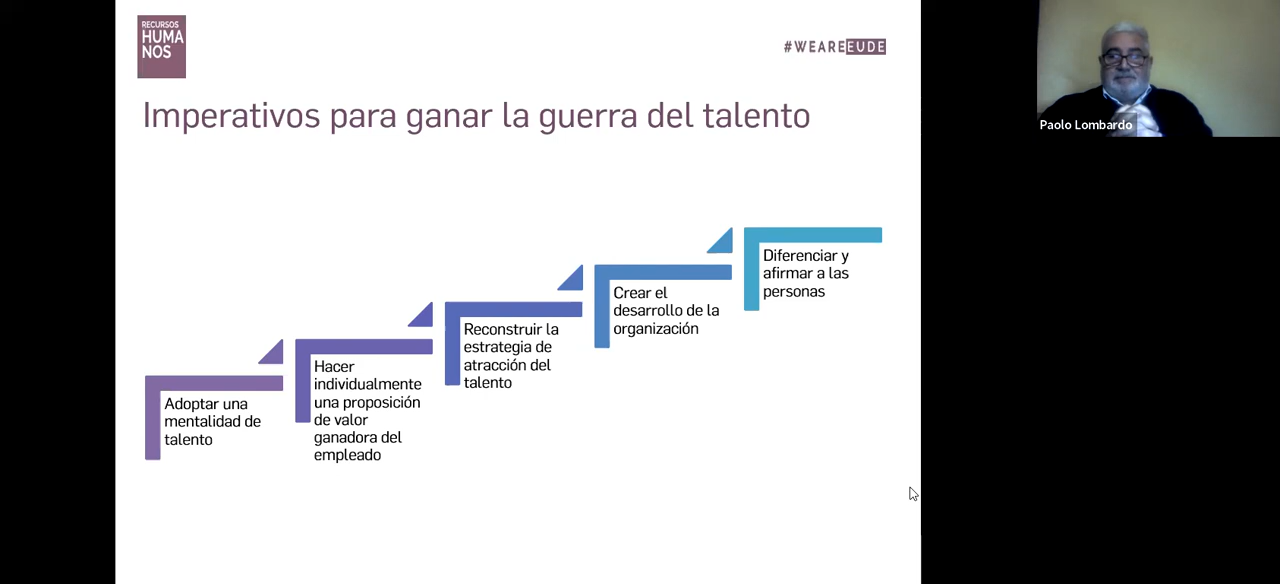 RECURSOS
HUMA
NOS
#WEAREEUDE
Imperativos para ganar la guerra del talento
Paolo Lombardo
Adoptar una
mentalidad de
talento
Hacer
individualmente
una proposición
de valor
ganadora del
empleado
Reconstruir la
estrategia de
atracción del
talento
Crear el
desarrollo de la
organización
Diferenciar y
afirmar a las
personas